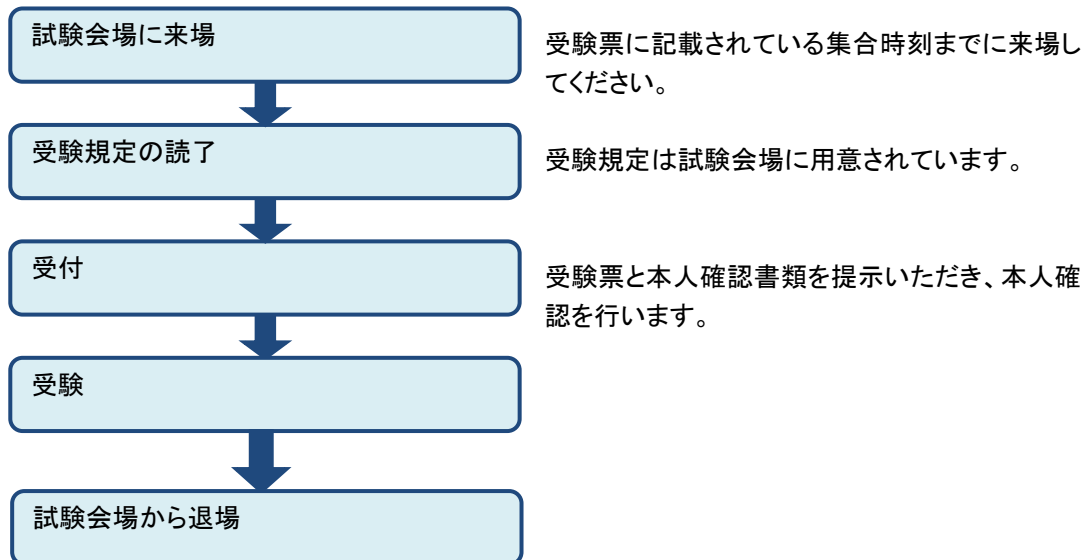 試験会場に来場
受験票に記載されている集合時刻までに来場し
てください。
受験規定の読了
受験規定は試験会場に用意されています。
受付
受験票と本人確認書類を提示いただき、本人確
認を行います。
受験
試験会場から退場